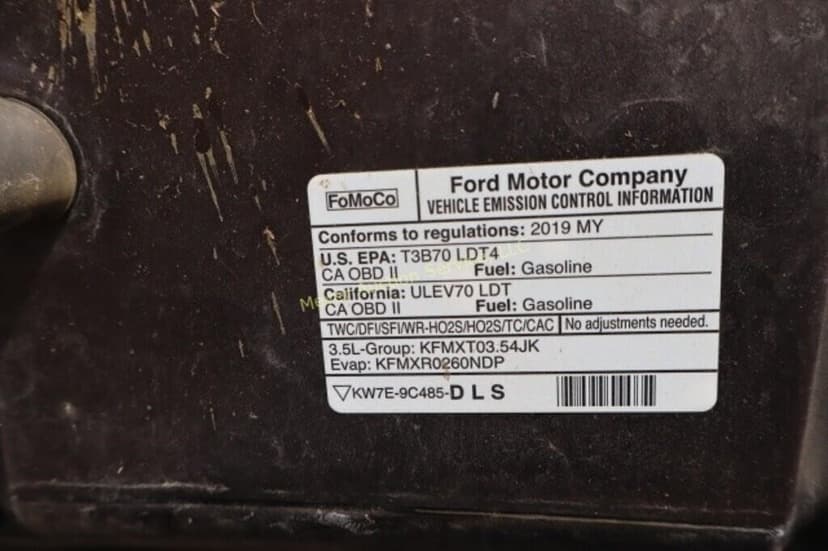 FoMoCo
Ford Motor Company
VEHICLE EMISSION CONTROL INFORMATION
Conforms to regulations: 2019 MY
U.S. EPA: T3B70 LDT4
CA OBD II Fuel: Gasoline
California: ULEV70 LDT
CA OBD II Fuel: Gasoline
TWC/DFI/SFI/WR-HO2S/HO2S/TC/CAC No adjustments needed.
3.5L-Group: KFMXT03.54JK
Evap: KFMXR0260NDP
KW7E-9C485-DLS